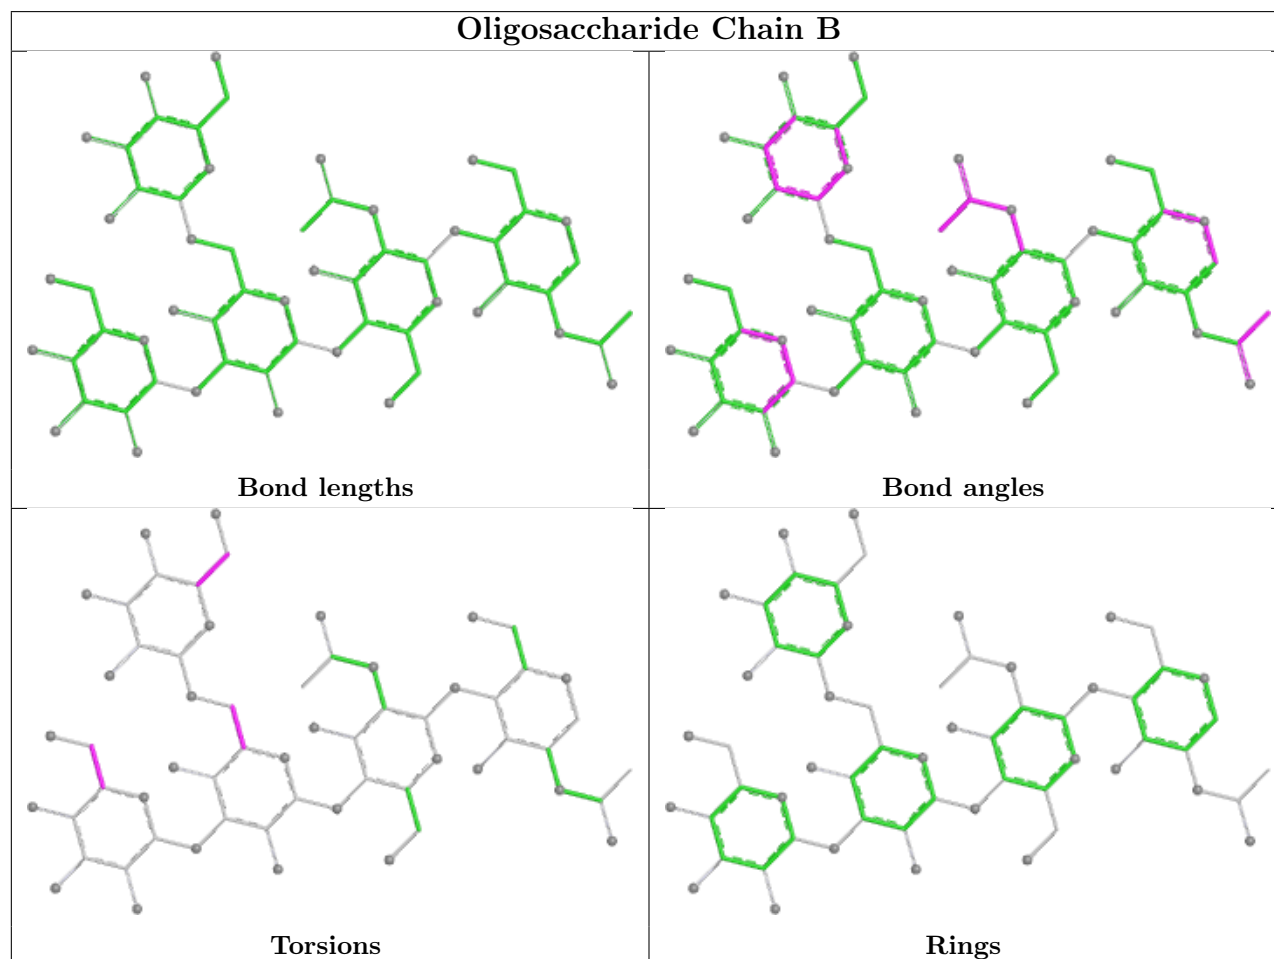 Oligosaccharide Chain B
Bond lengths
Bond angles
Torsions
Rings